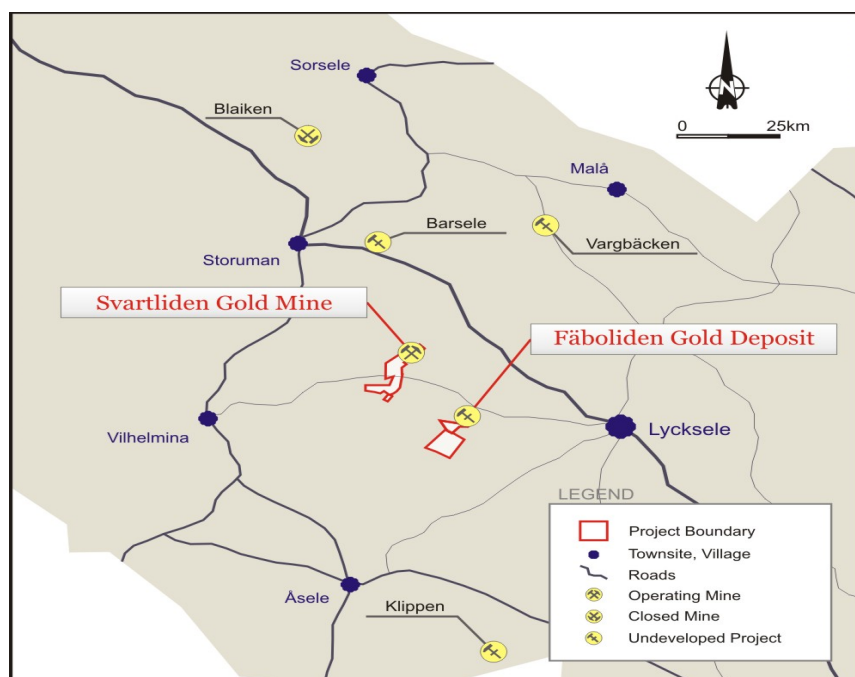 Sorsele
Blaiken
N
0 25km
Malå
Barsele
Vargbäcken
Storuman
Svartliden Gold Mine
Fäboliden Gold Deposit
Vilhelmina
Lycksele
LEGEND
Project Boundary
Townsite, Village
Roads
Operating Mine
Closed Mine
Undeveloped Project
Åsele
Klippen